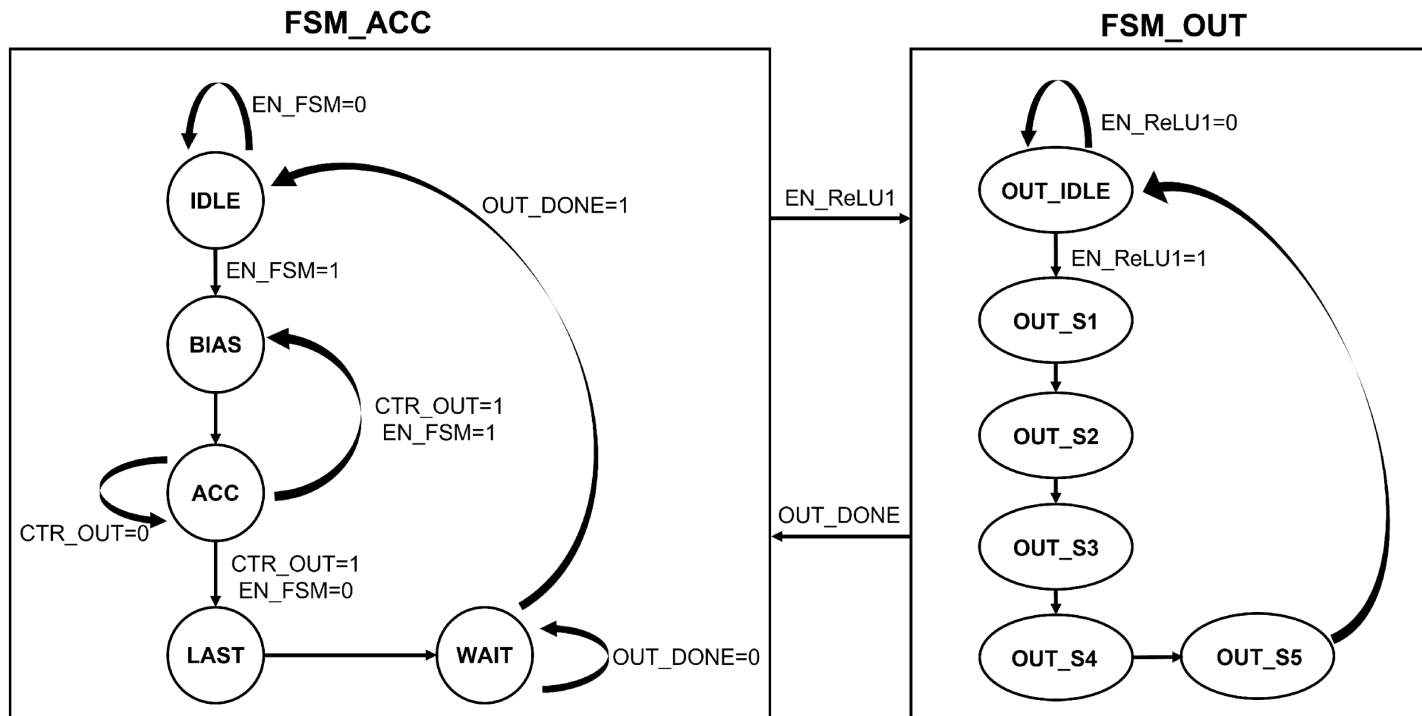 FSM_ACC
EN_FSM=0
IDLE
OUT_DONE=1
EN_FSM=1
BIAS
CTR_OUT=1
EN_FSM=1
ACC
CTR_OUT=0
CTR_OUT=1
EN_FSM=0
LAST
WAIT
OUT_DONE=0
EN_ReLU1
OUT_DONE
FSM_OUT
EN_ReLU1=0
OUT_IDLE
EN_ReLU1=1
OUT_S1
OUT_S2
OUT_S3
OUT_S4
OUT_S5